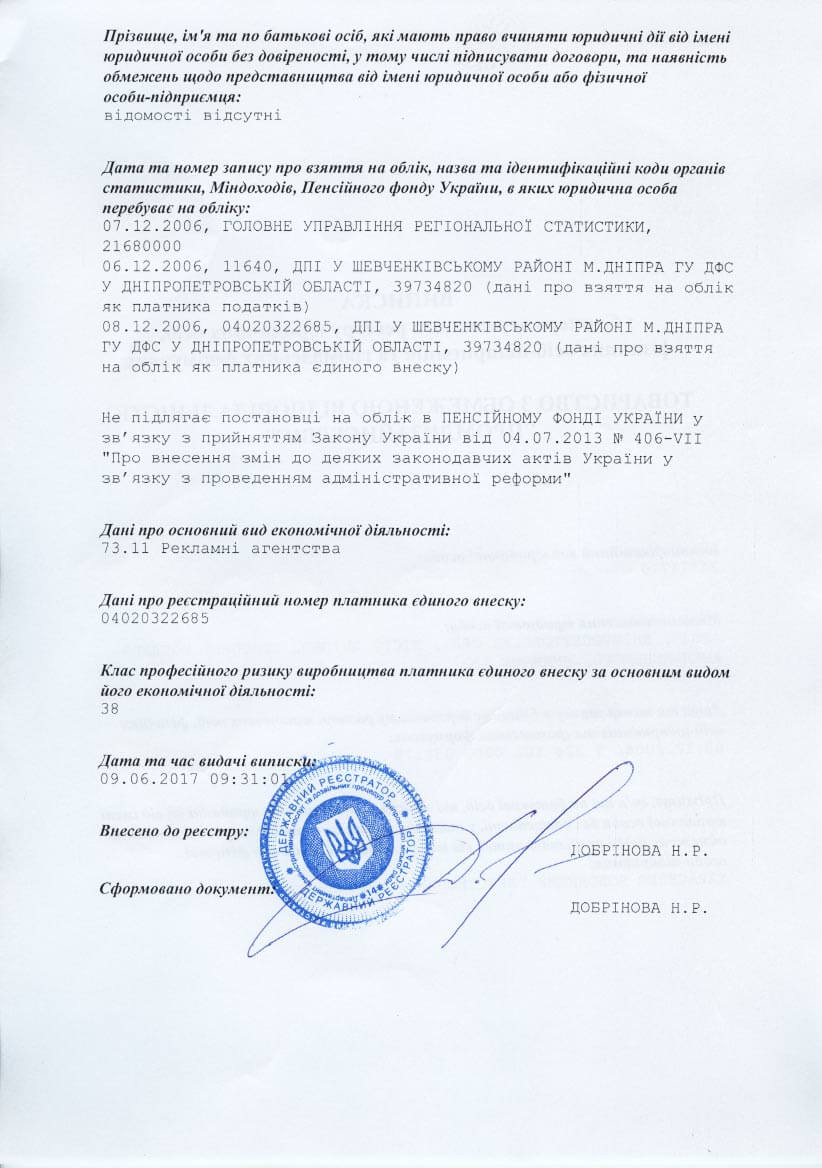 Прізвище, ім'я та по батькові осіб, які мають право вчиняти юридичні дії від імені
юридичної особи без довіреності, у тому числі підписувати договори, та наявність
обмежень щодо представництва від імені юридичної особи або фізичної
особи-підприємця:
відомості відсутні
Дата та номер запису про взяття на облік, назва та ідентифікаційні коди органів
статистики, Міндоходів, Пенсійного фонду України, в яких юридична особа
перебуває на обліку:
07.12.2006, ГОЛОВНЕ УПРАВЛІННЯ РЕГІОНАЛЬНОЇ СТАТИСТИКИ,
21680000
06.12.2006, 11640, ДПІ У ШЕВЧЕНКІВСЬКОМУ РАЙОНІ М.ДНІПРА ГУ ДФС
У ДНІПРОПЕТРОВСЬКІЙ ОБЛАСТІ, 39734820 (дані про взяття на облік
як платника податків)
08.12.2006, 04020322685, ДПІ У ШЕВЧЕНКІВСЬКОМУ РАЙОНІ М.ДНІПРА
ГУ ДФС У ДНІПРОПЕТРОВСЬКІЙ ОБЛАСТІ, 39734820 (дані про взяття
на облік як платника єдиного внеску)
Не підлягає постановці на облік в ПЕНСІЙНОМУ ФОНДІ УКРАЇНИ у
зв’язку з прийняттям Закону України від 04.07.2013 № 406-VII
"Про внесення змін до деяких законодавчих актів України у
зв’язку з проведенням адміністративної реформи"
Дані про основний вид економічної діяльності:
73.11 Рекламні агентства
Дані про реєстраційний номер платника єдиного внеску:
04020322685
Клас професійного ризику виробництва платника єдиного внеску за основним видом
його економічної діяльності:
38
Дата та час видачі виписки:
09.06.2017 09:31:01
Внесено до реєстру:
ДОБРІНОВА Н.Р.
Сформовано документ:
ДОБРІНОВА Н.Р.
ДЕРЖАВНИЙ РЕЄСТРАТОР
ДЕРЖАВНИЙ РЕЄСТРАТОР
Департамент адміністративних послуг та дозвільних процедур Дніпровської міської ради
14